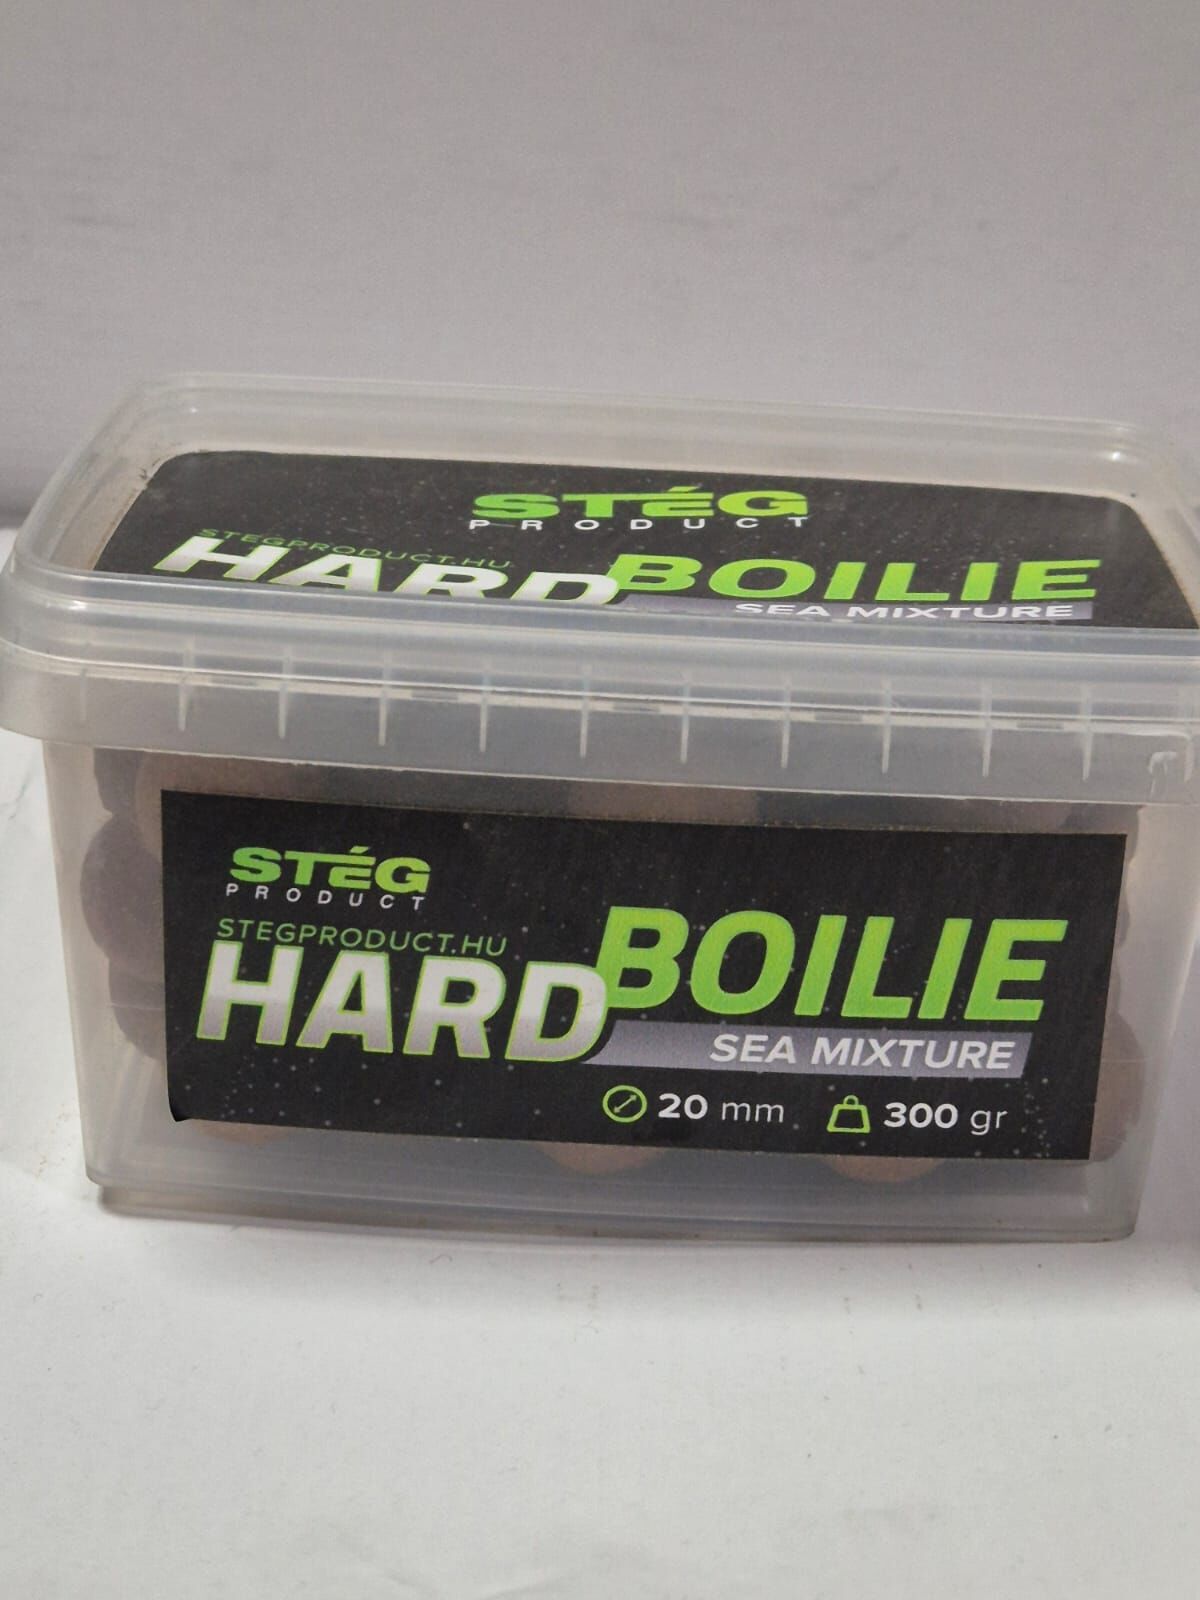 STÉG
PRODUCT
STEGPRODUCT.HU
HARD BOILIE
SEA MIXTURE
STÉG
PRODUCT
STEGPRODUCT.HU
HARD BOILIE
SEA MIXTURE
20 mm 300 gr